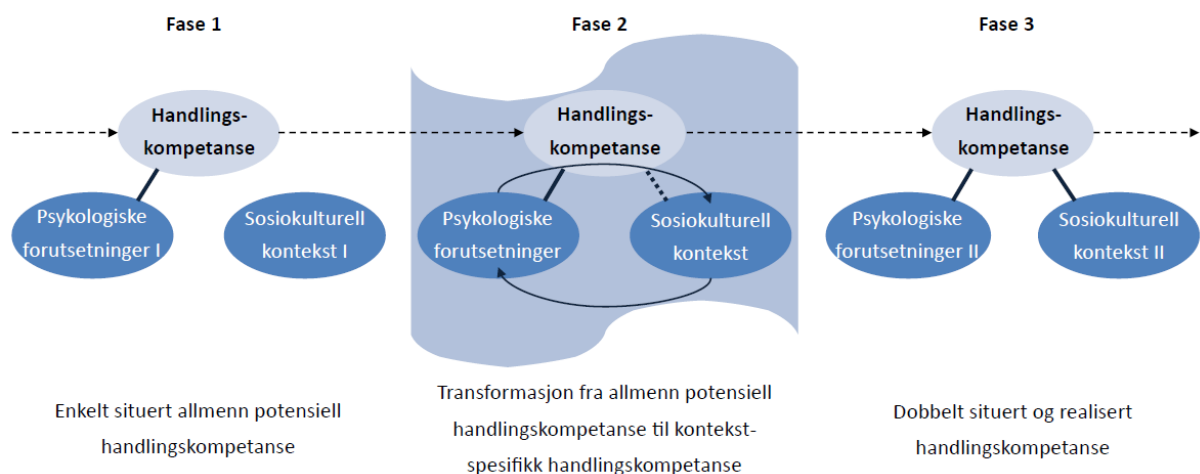 Fase 1
Fase 2
Fase 3
Handlings-
kompetanse
Psykologiske
forutsetninger I
Sosiokulturell
kontekst I
Handlings-
kompetanse
Psykologiske
forutsetninger
Sosiokulturell
kontekst
Handlings-
kompetanse
Psykologiske
forutsetninger II
Sosiokulturell
kontekst II
Enkelt situert allmenn potensiell
handlingskompetanse
Transformasjon fra allmenn potensiell
handlingskompetanse til kontekst-
spesifikk handlingskompetanse
Dobbelt situert og realisert
handlingskompetanse